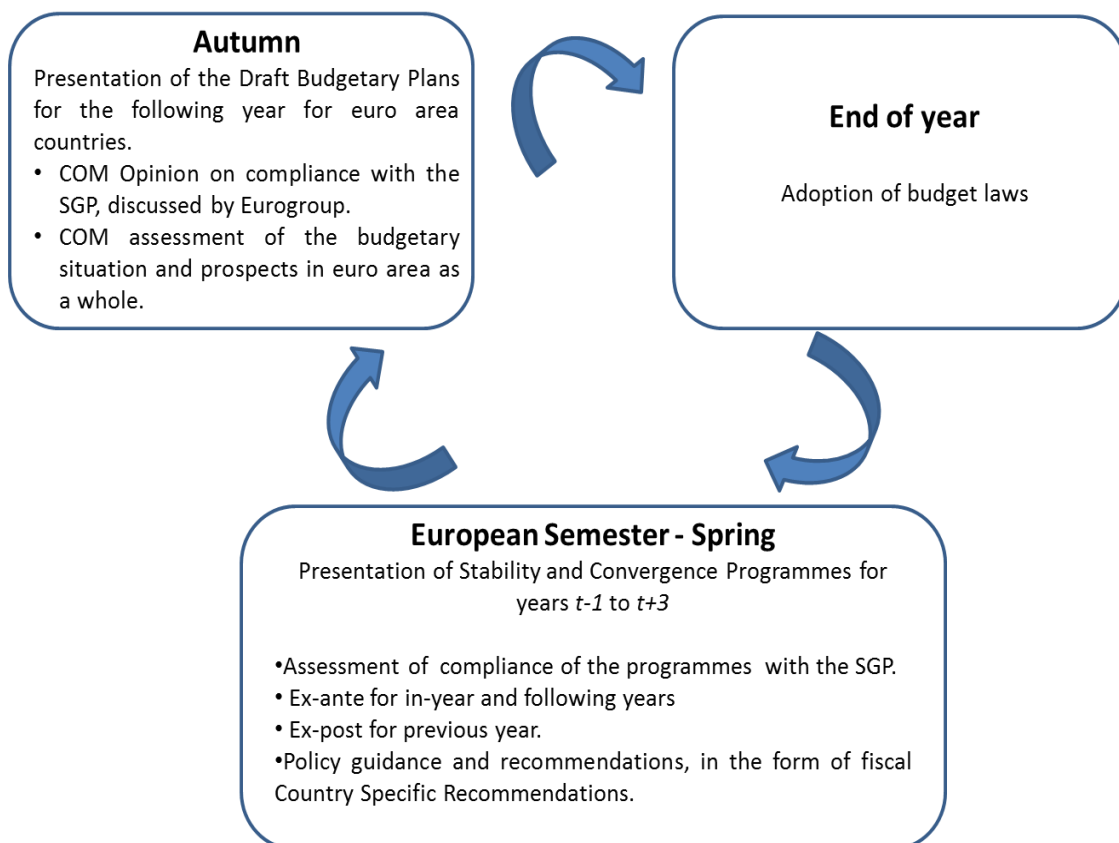 Autumn
Presentation of the Draft Budgetary Plans
for the following year for euro area
countries.
• COM Opinion on compliance with the
SGP, discussed by Eurogroup.
• COM assessment of the budgetary
situation and prospects in euro area as
a whole.
End of year
Adoption of budget laws
European Semester - Spring
Presentation of Stability and Convergence Programmes for
years t-1 to t+3
•Assessment of compliance of the programmes with the SGP.
• Ex-ante for in-year and following years
• Ex-post for previous year.
•Policy guidance and recommendations, in the form of fiscal
Country Specific Recommendations.